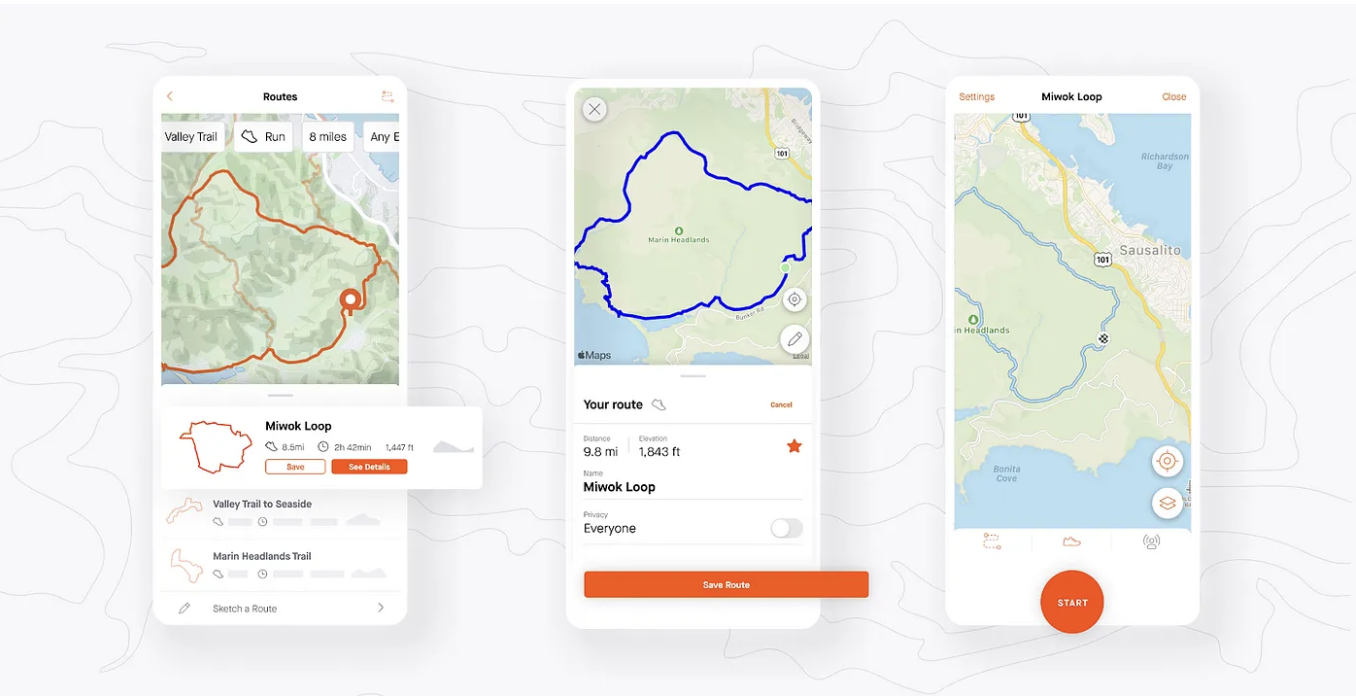 Routes
Valley Trail
Run
8 miles
Any E
Miwok Loop
8.5mi 2h 42min 1,447 ft
Save See Details
Valley Trail to Seaside
Marin Headlands Trail
Sketch a Route
101
Marin Headlands
Bunker Rd
Maps
Legal
Your route
Cancel
Distance Elevation
9.8 mi 1,843 ft
Name
Miwok Loop
Privacy
Everyone
Save Route
Settings Miwok Loop Close
101
Richardson
Bay
Sausalito
101
in Headlands
Bonita
Cove
START